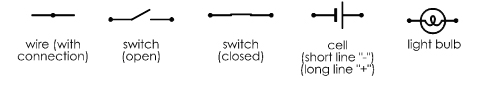 wire (with
connection)
switch
(open)
switch
(closed)
cell
(short line "-")
(long line "+")
light bulb